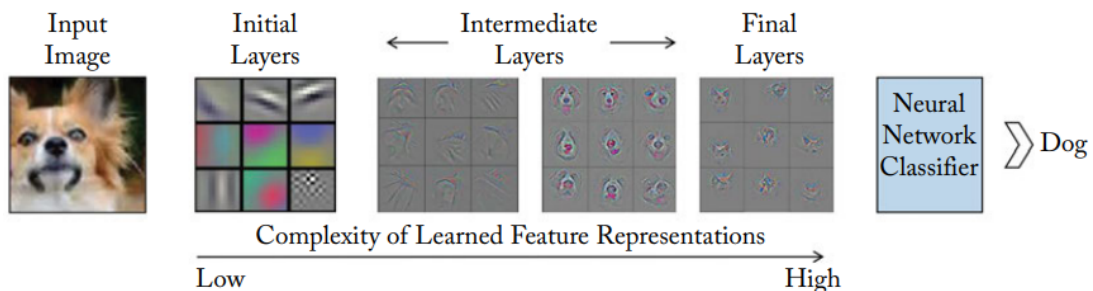 Input
Image
Initial
Layers
Intermediate
Layers
Final
Layers
Neural
Network
Classifier
Dog
Complexity of Learned Feature Representations
Low
High